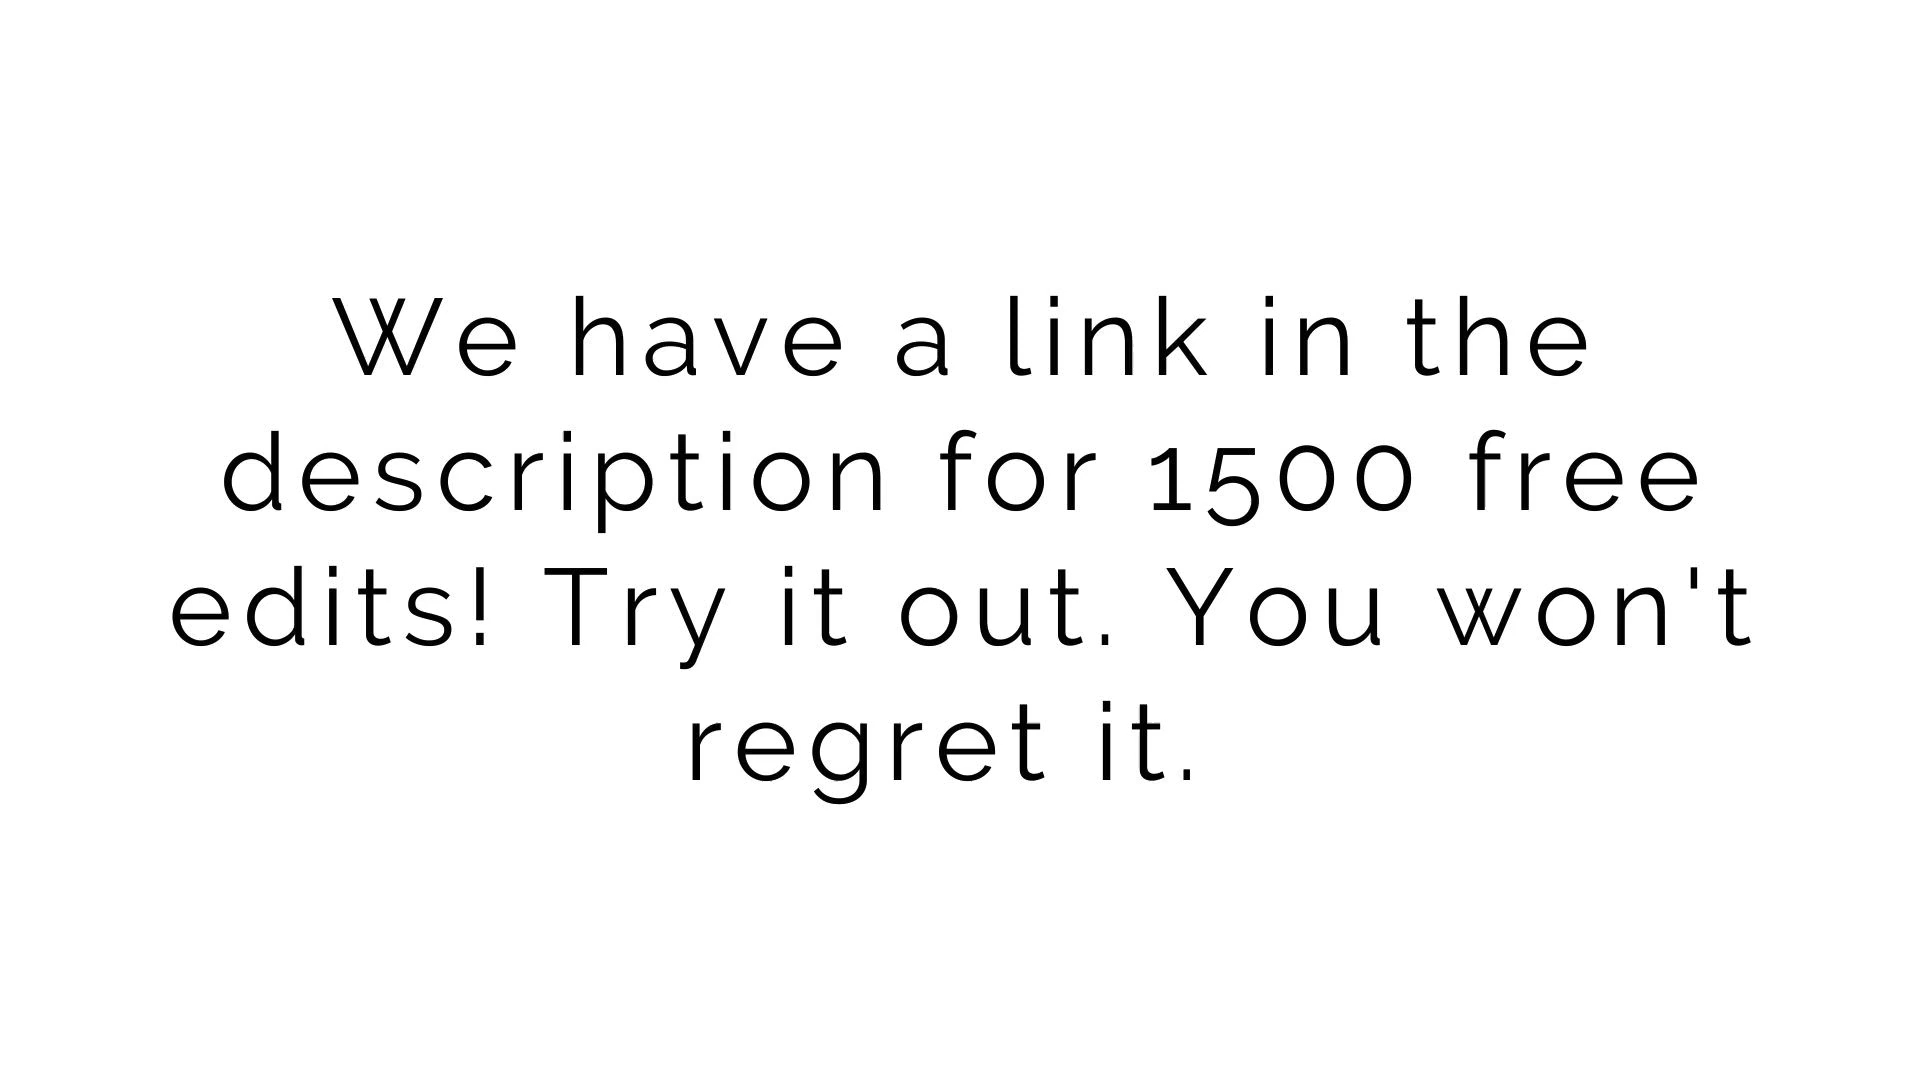 We have a link in the
description for 1500 free
edits! Try it out. You won't
regret it.